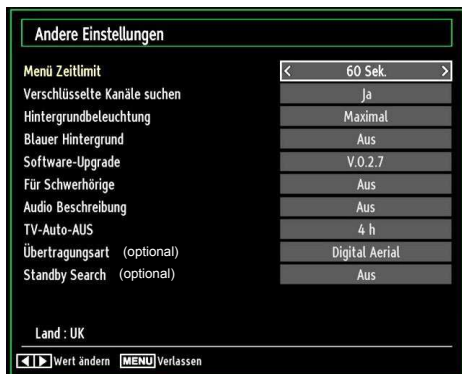 Andere Einstellungen
Menü Zeitlimit < 60 Sek. >
Verschlüsselte Kanäle suchen Ja
Hintergrundbeleuchtung Maximal
Blauer Hintergrund Aus
Software-Upgrade V.0.2.7
Für Schwerhörige Aus
Audio Beschreibung Aus
TV-Auto-AUS 4 h
Übertragungsart (optional) Digital Aerial
Standby Search (optional) Aus
Land : UK
Wert ändern MENU Verlassen